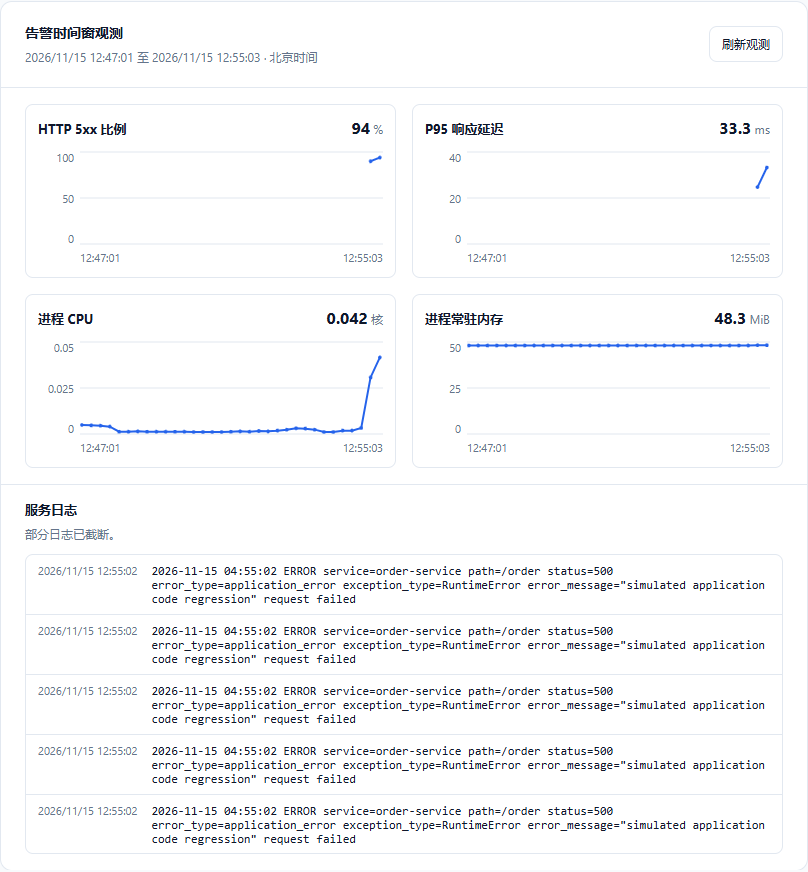 告警时间窗观测
2026/11/15 12:47:01 至 2026/11/15 12:55:03 · 北京时间
刷新观测
HTTP 5xx 比例
94 %
100
50
0
12:47:01
12:55:03
P95 响应延迟
33.3 ms
40
20
0
12:47:01
12:55:03
进程 CPU
0.042 核
0.05
0.025
0
12:47:01
12:55:03
进程常驻内存
48.3 MiB
50
25
0
12:47:01
12:55:03
服务日志
部分日志已截断。
2026/11/15 12:55:02 2026-11-15 04:55:02 ERROR service=order-service path=/order status=500
error_type=application_error exception_type=RuntimeError error_message="simulated application
code regression" request failed
2026/11/15 12:55:02 2026-11-15 04:55:02 ERROR service=order-service path=/order status=500
error_type=application_error exception_type=RuntimeError error_message="simulated application
code regression" request failed
2026/11/15 12:55:02 2026-11-15 04:55:02 ERROR service=order-service path=/order status=500
error_type=application_error exception_type=RuntimeError error_message="simulated application
code regression" request failed
2026/11/15 12:55:02 2026-11-15 04:55:02 ERROR service=order-service path=/order status=500
error_type=application_error exception_type=RuntimeError error_message="simulated application
code regression" request failed
2026/11/15 12:55:02 2026-11-15 04:55:02 ERROR service=order-service path=/order status=500
error_type=application_error exception_type=RuntimeError error_message="simulated application
code regression" request failed